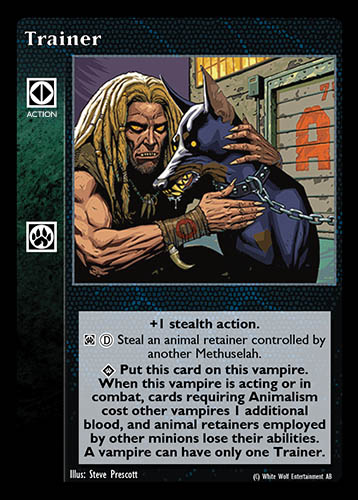 Trainer
ACTION
7
A
+1 stealth action.
D Steal an animal retainer controlled by
another Methuselah.
Put this card on this vampire.
When this vampire is acting or in
combat, cards requiring Animalism
cost other vampires 1 additional
blood, and animal retainers employed
by other minions lose their abilities.
A vampire can have only one Trainer.
Illus: Steve Prescott
(C) White Wolf Entertainment AB